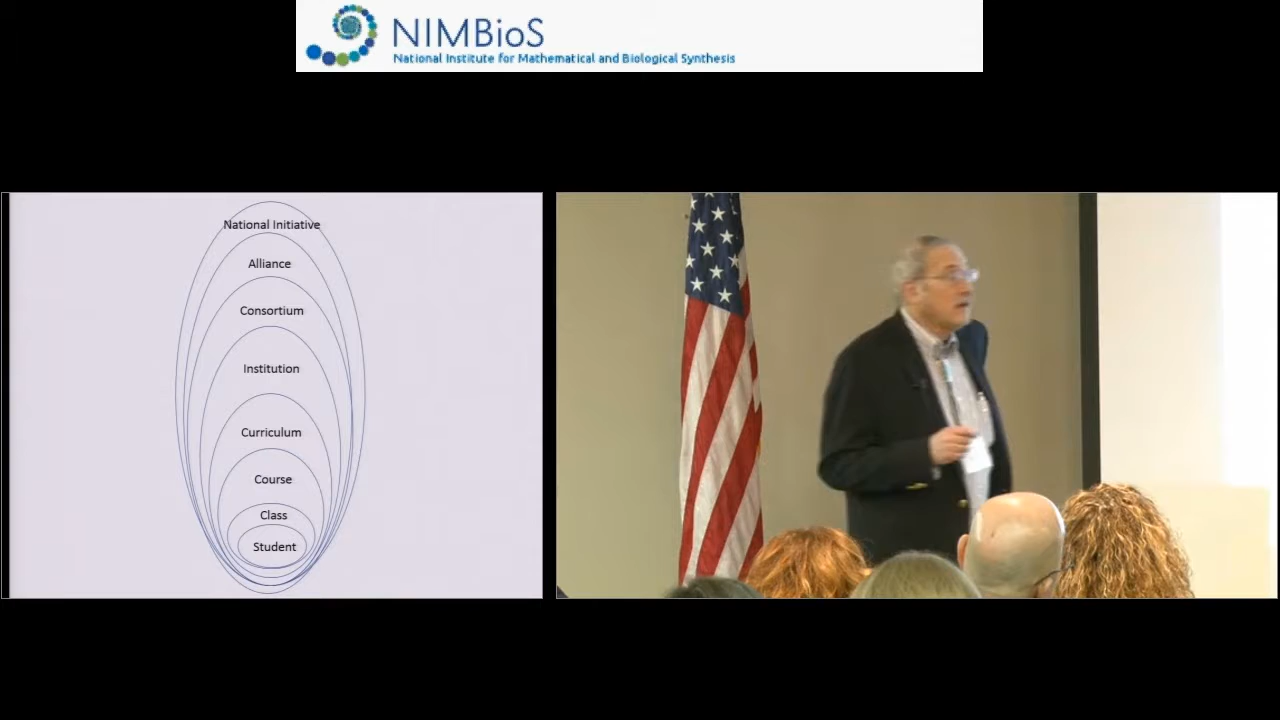 NIMBioS
National Institute for Mathematical and Biological Synthesis
National Initiative
Alliance
Consortium
Institution
Curriculum
Course
Class
Student